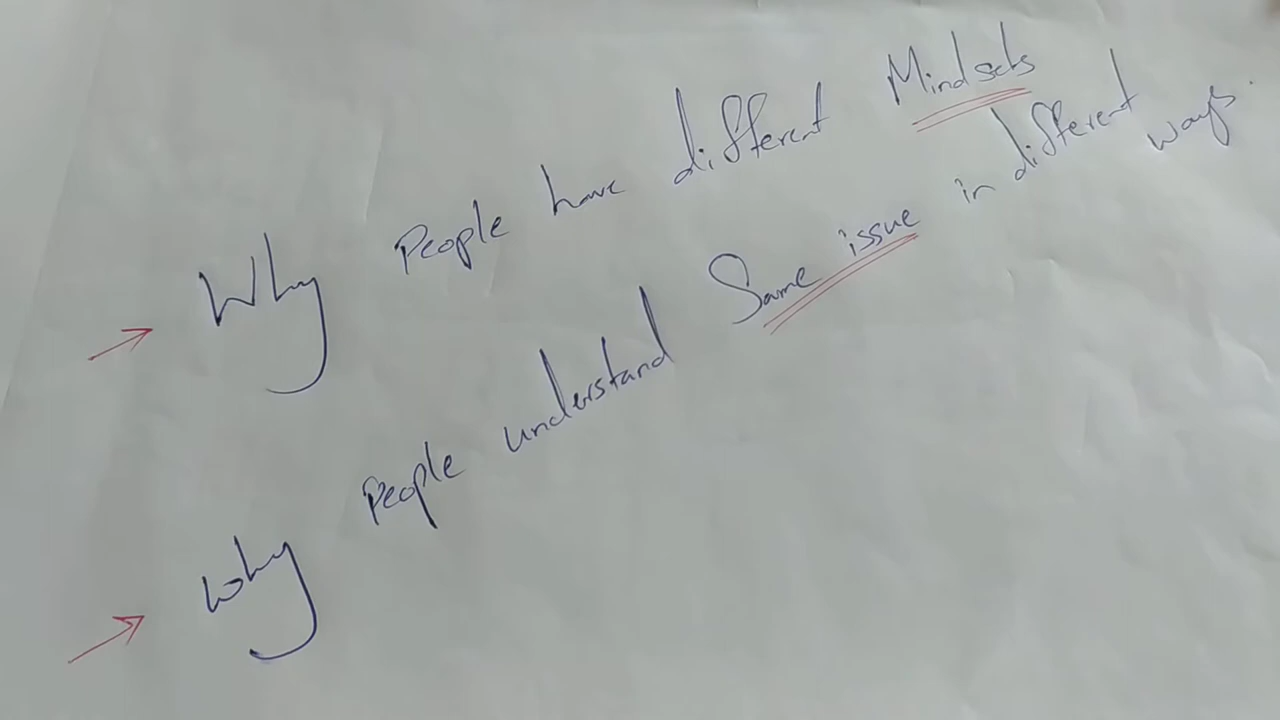 Why People have different Mindsets
Why People understand Same issue in different ways.